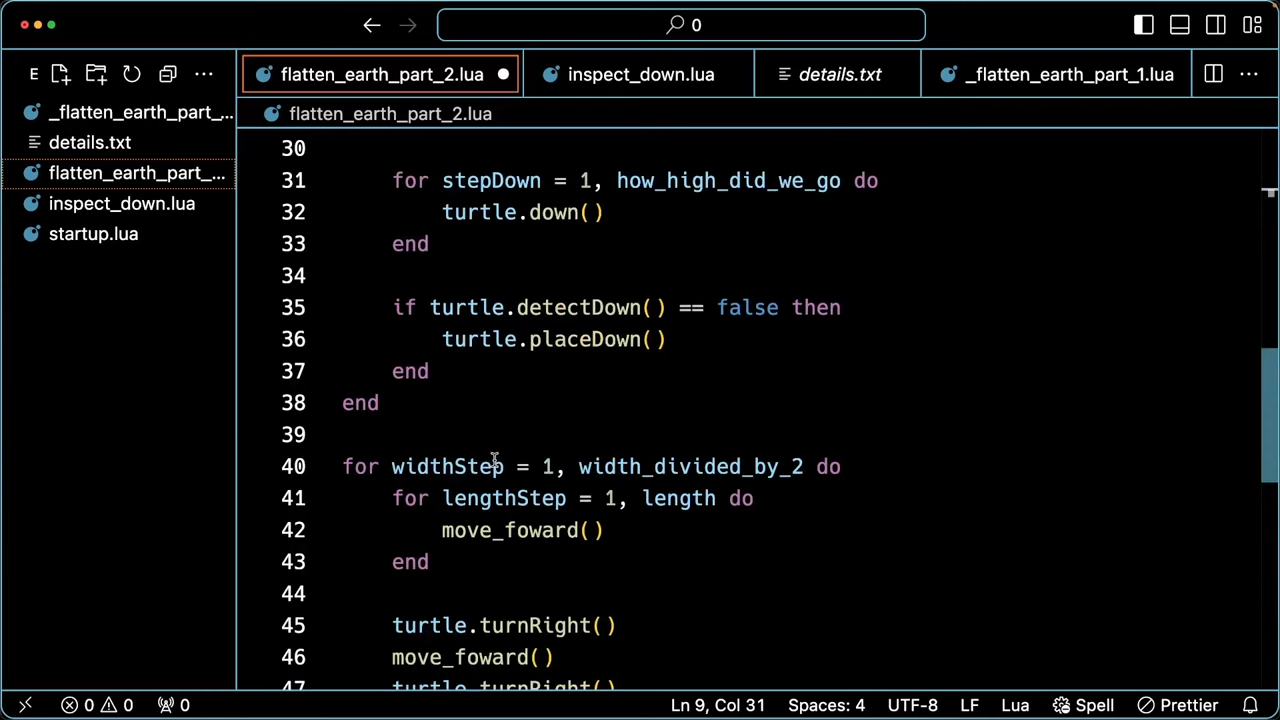 0
E
flatten_earth_part_2.lua
inspect_down.lua
details.txt
_flatten_earth_part_1.lua
_flatten_earth_part_...
details.txt
flatten_earth_part_...
inspect_down.lua
startup.lua
flatten_earth_part_2.lua
30
31 for stepDown = 1, how_high_did_we_go do
32 turtle.down()
33 end
34
35 if turtle.detectDown() == false then
36 turtle.placeDown()
37 end
38 end
39
40 for widthStep = 1, width_divided_by_2 do
41 for lengthStep = 1, length do
42 move_foward()
43 end
44
45 turtle.turnRight()
46 move_foward()
47 turtle.turnRight()
0 0 0 Ln 9, Col 31 Spaces: 4 UTF-8 LF Lua Spell Prettier